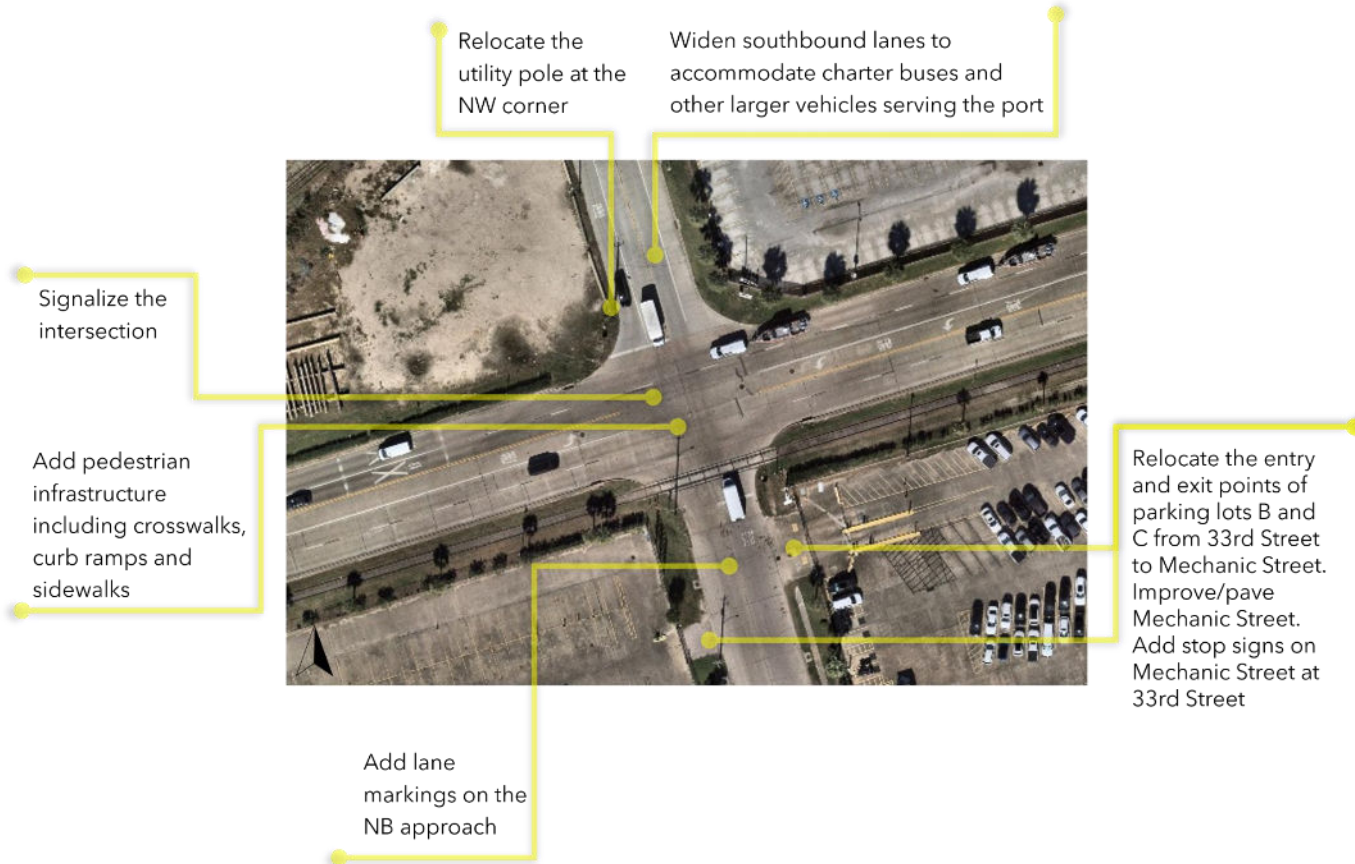 Relocate the
utility pole at the
NW corner
Widen southbound lanes to
accommodate charter buses and
other larger vehicles serving the port
Signalize the
intersection
Add pedestrian
infrastructure
including crosswalks,
curb ramps and
sidewalks
Relocate the entry
and exit points of
parking lots B and
C from 33rd Street
to Mechanic Street.
Improve/pave
Mechanic Street.
Add stop signs on
Mechanic Street at
33rd Street
Add lane
markings on the
NB approach